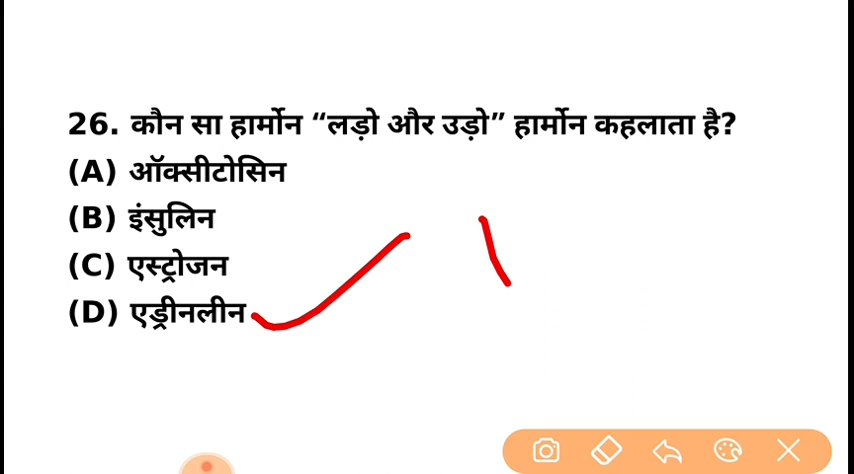 26. कौन सा हार्मोन “लड़ो और उड़ो” हार्मोन कहलाता है?
(A) ऑक्सीटोसिन
(B) इंसुलिन
(C) एस्ट्रोजन
(D) एड्रीनलीन